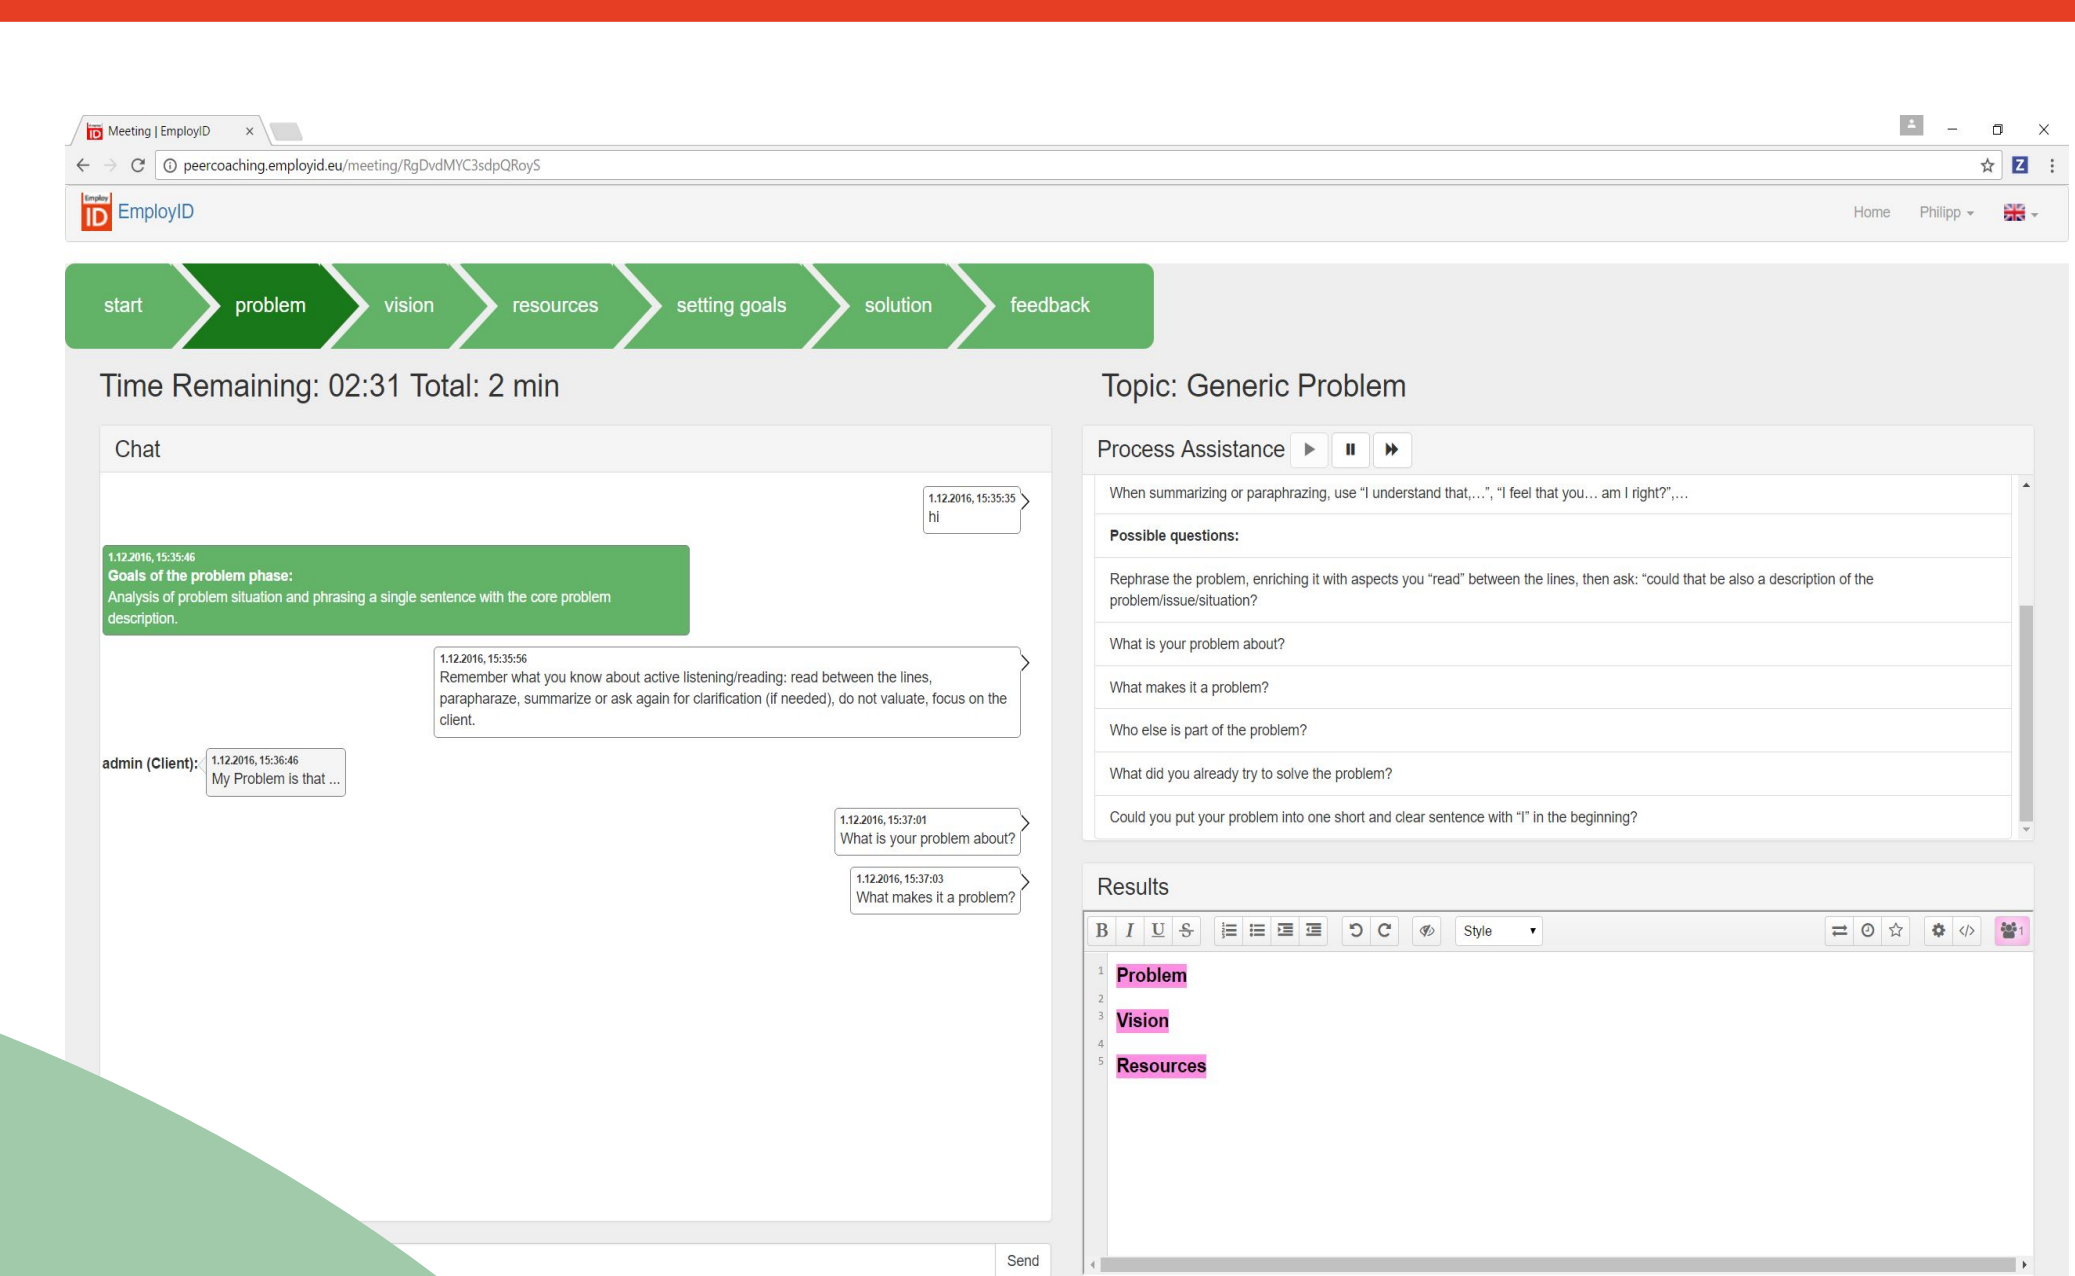 Meeting | EmployID
peercoaching.employid.eu/meeting/RgDvdMYC3sdpQRoyS
Z
Employ
ID EmployID
Home Philipp
start problem vision resources setting goals solution feedback
Time Remaining: 02:31 Total: 2 min
Topic: Generic Problem
Chat
1.12.2016, 15:35:35
hi
1.12.2016, 15:35:46
Goals of the problem phase:
Analysis of problem situation and phrasing a single sentence with the core problem
description.
1.12.2016, 15:35:56
Remember what you know about active listening/reading: read between the lines,
parapharaze, summarize or ask again for clarification (if needed), do not valuate, focus on the
client.
admin (Client):
1.12.2016, 15:36:46
My Problem is that ...
1.12.2016, 15:37:01
What is your problem about?
1.12.2016, 15:37:03
What makes it a problem?
Send
Process Assistance
When summarizing or paraphrazing, use “I understand that,…”, “I feel that you… am I right?”,…
Possible questions:
Rephrase the problem, enriching it with aspects you “read” between the lines, then ask: “could that be also a description of the
problem/issue/situation?
What is your problem about?
What makes it a problem?
Who else is part of the problem?
What did you already try to solve the problem?
Could you put your problem into one short and clear sentence with “I” in the beginning?
Results
B I U S Style 1
1 Problem
2
3 Vision
4
5 Resources